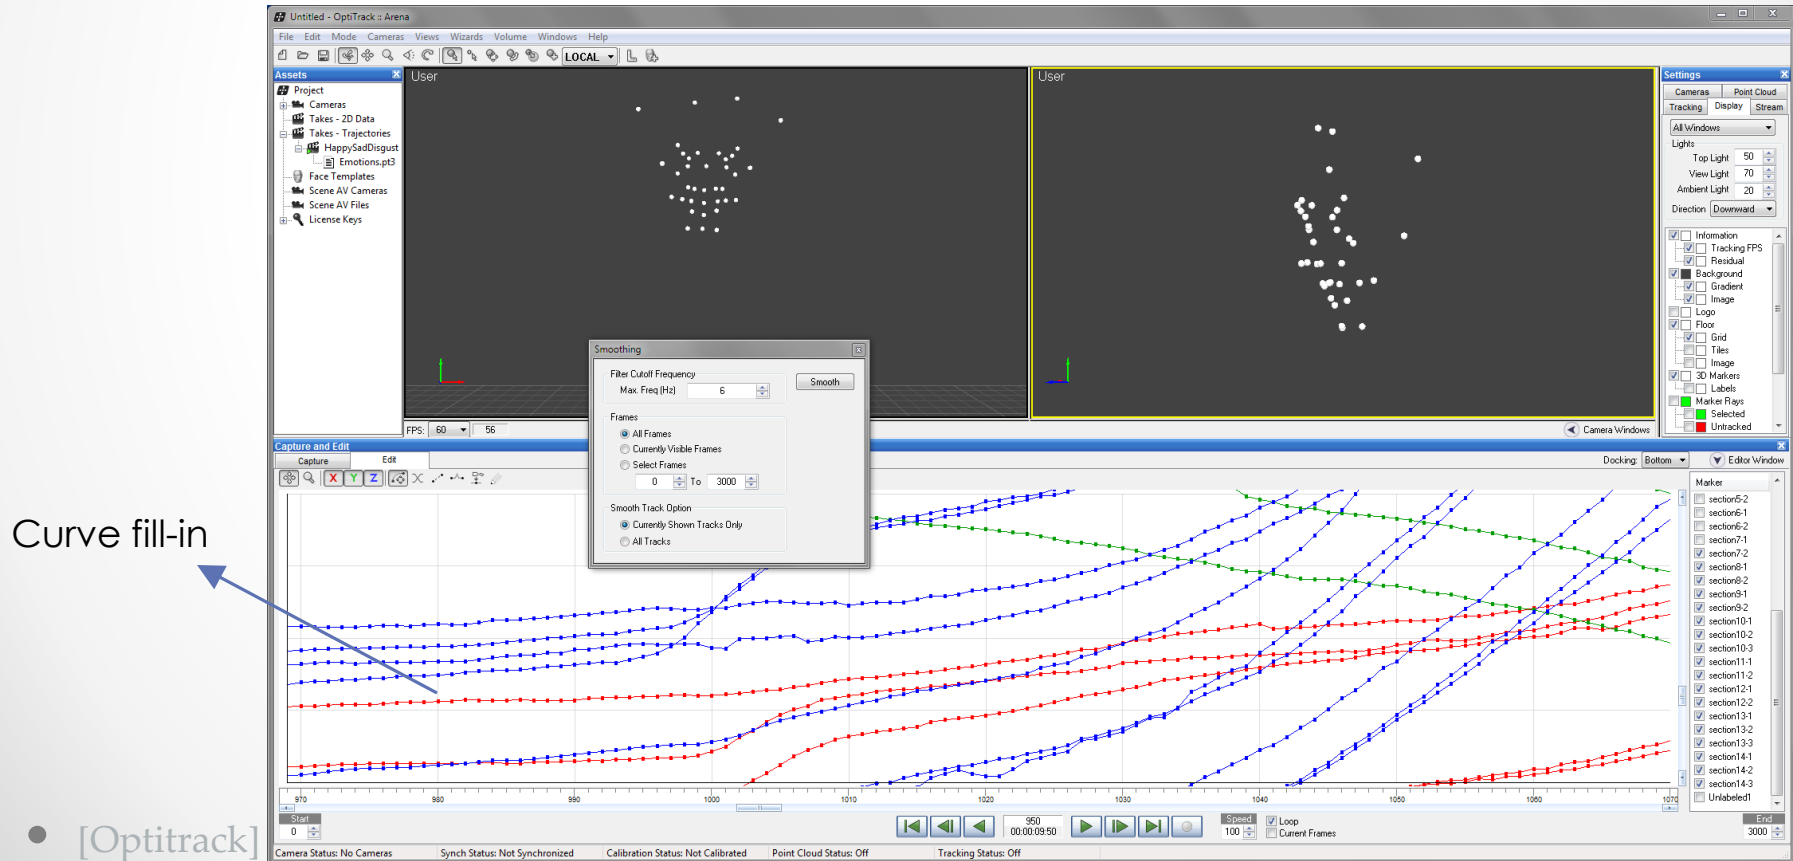 Untitled - OptiTrack :: Arena
File Edit Mode Cameras Views Wizards Volume Windows Help
LOCAL
Assets
Project
Cameras
Takes - 2D Data
Takes - Trajectories
HappySadDisgust
Emotions.pt3
Face Templates
Scene AV Cameras
Scene AV Files
License Keys
User
User
Settings
Cameras Point Cloud
Tracking Display Stream
All Windows
Lights
Top Light 50
View Light 70
Ambient Light 20
Direction Downward
Information
Tracking FPS
Residual
Background
Gradient
Image
Logo
Floor
Grid
Tiles
Image
3D Markers
Labels
Marker Rays
Selected
Untracked
Smoothing
Filter Cutoff Frequency
Max. Freq (Hz) 6
Smooth
Frames
All Frames
Currently Visible Frames
Select Frames
0 To 3000
Smooth Track Option
Currently Shown Tracks Only
All Tracks
FPS: 60 56
Camera Windows
Capture and Edit
Capture Edit
Docking: Bottom Editor Window
X Y Z
Marker
section5-2
section6-1
section6-2
section7-1
section7-2
section8-1
section8-2
section9-1
section9-2
section10-1
section10-2
section10-3
section11-1
section11-2
section12-1
section12-2
section13-1
section13-2
section13-3
section14-1
section14-2
section14-3
Unlabeled1
Curve fill-in
970 980 990 1000 1010 1020 1030 1040 1050 1060 1070
Start
0
950
00:00:09:50
Speed
100
Loop
Current Frames
End
3000
Camera Status: No Cameras Synch Status: Not Synchronized Calibration Status: Not Calibrated Point Cloud Status: Off Tracking Status: Off
• [Optitrack]